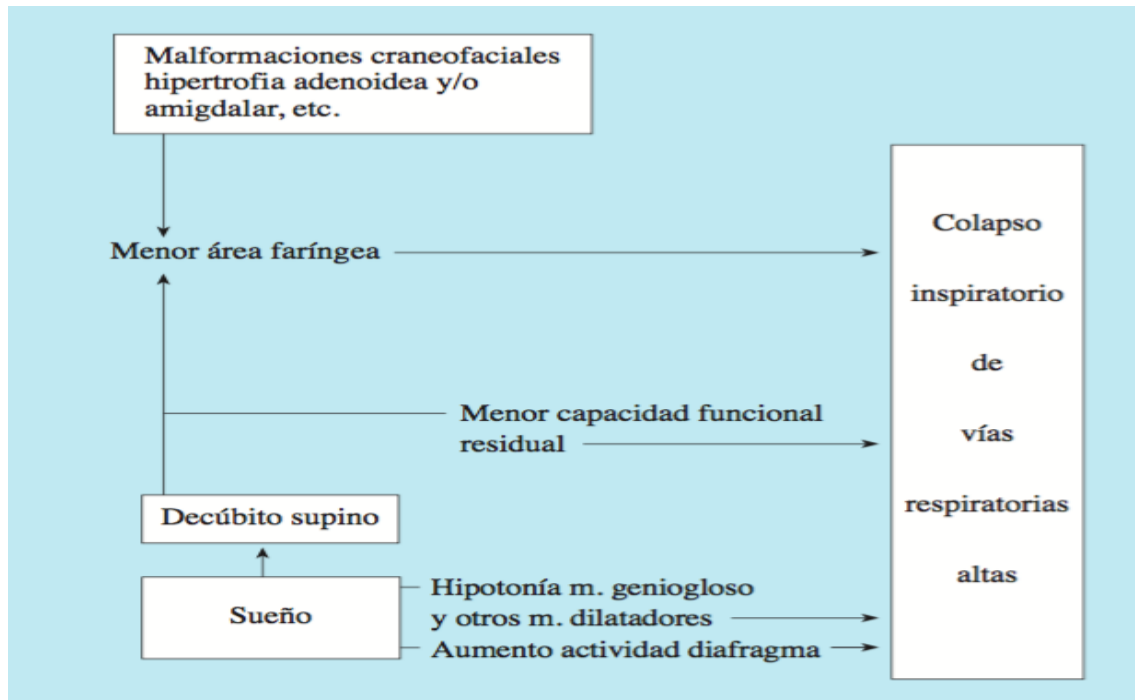 Malformaciones craneofaciales
hipertrofia adenoidea y/o
amigdalar, etc.
Menor área faríngea
Menor capacidad funcional
residual
Decúbito supino
Sueño
Hipotonía m. geniogloso
y otros m. dilatadores
Aumento actividad diafragma
Colapso
inspiratorio
de
vías
respiratorias
altas